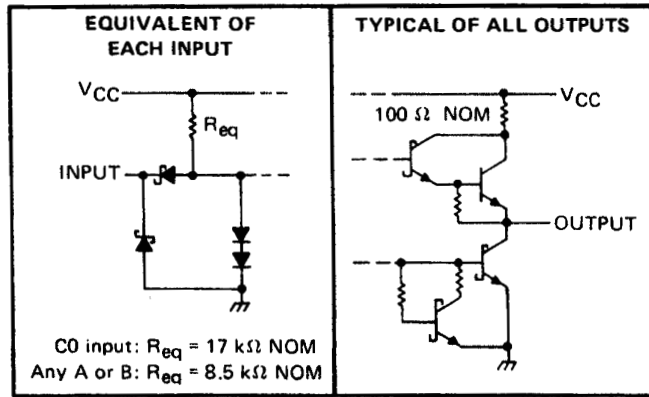 EQUIVALENT OF
EACH INPUT
VCC
Req
INPUT
C0 input: Req = 17 kΩ NOM
Any A or B: Req = 8.5 kΩ NOM
TYPICAL OF ALL OUTPUTS
VCC
100 Ω NOM
OUTPUT